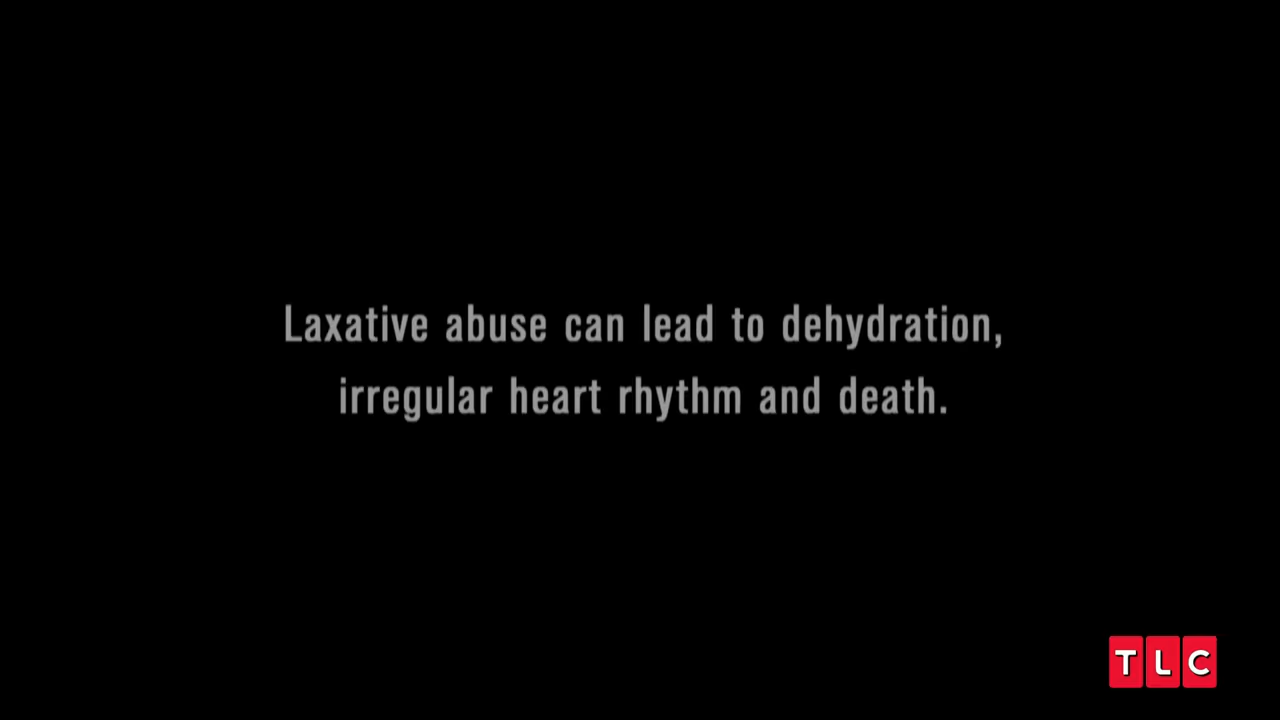 Laxative abuse can lead to dehydration,
irregular heart rhythm and death.
TLC